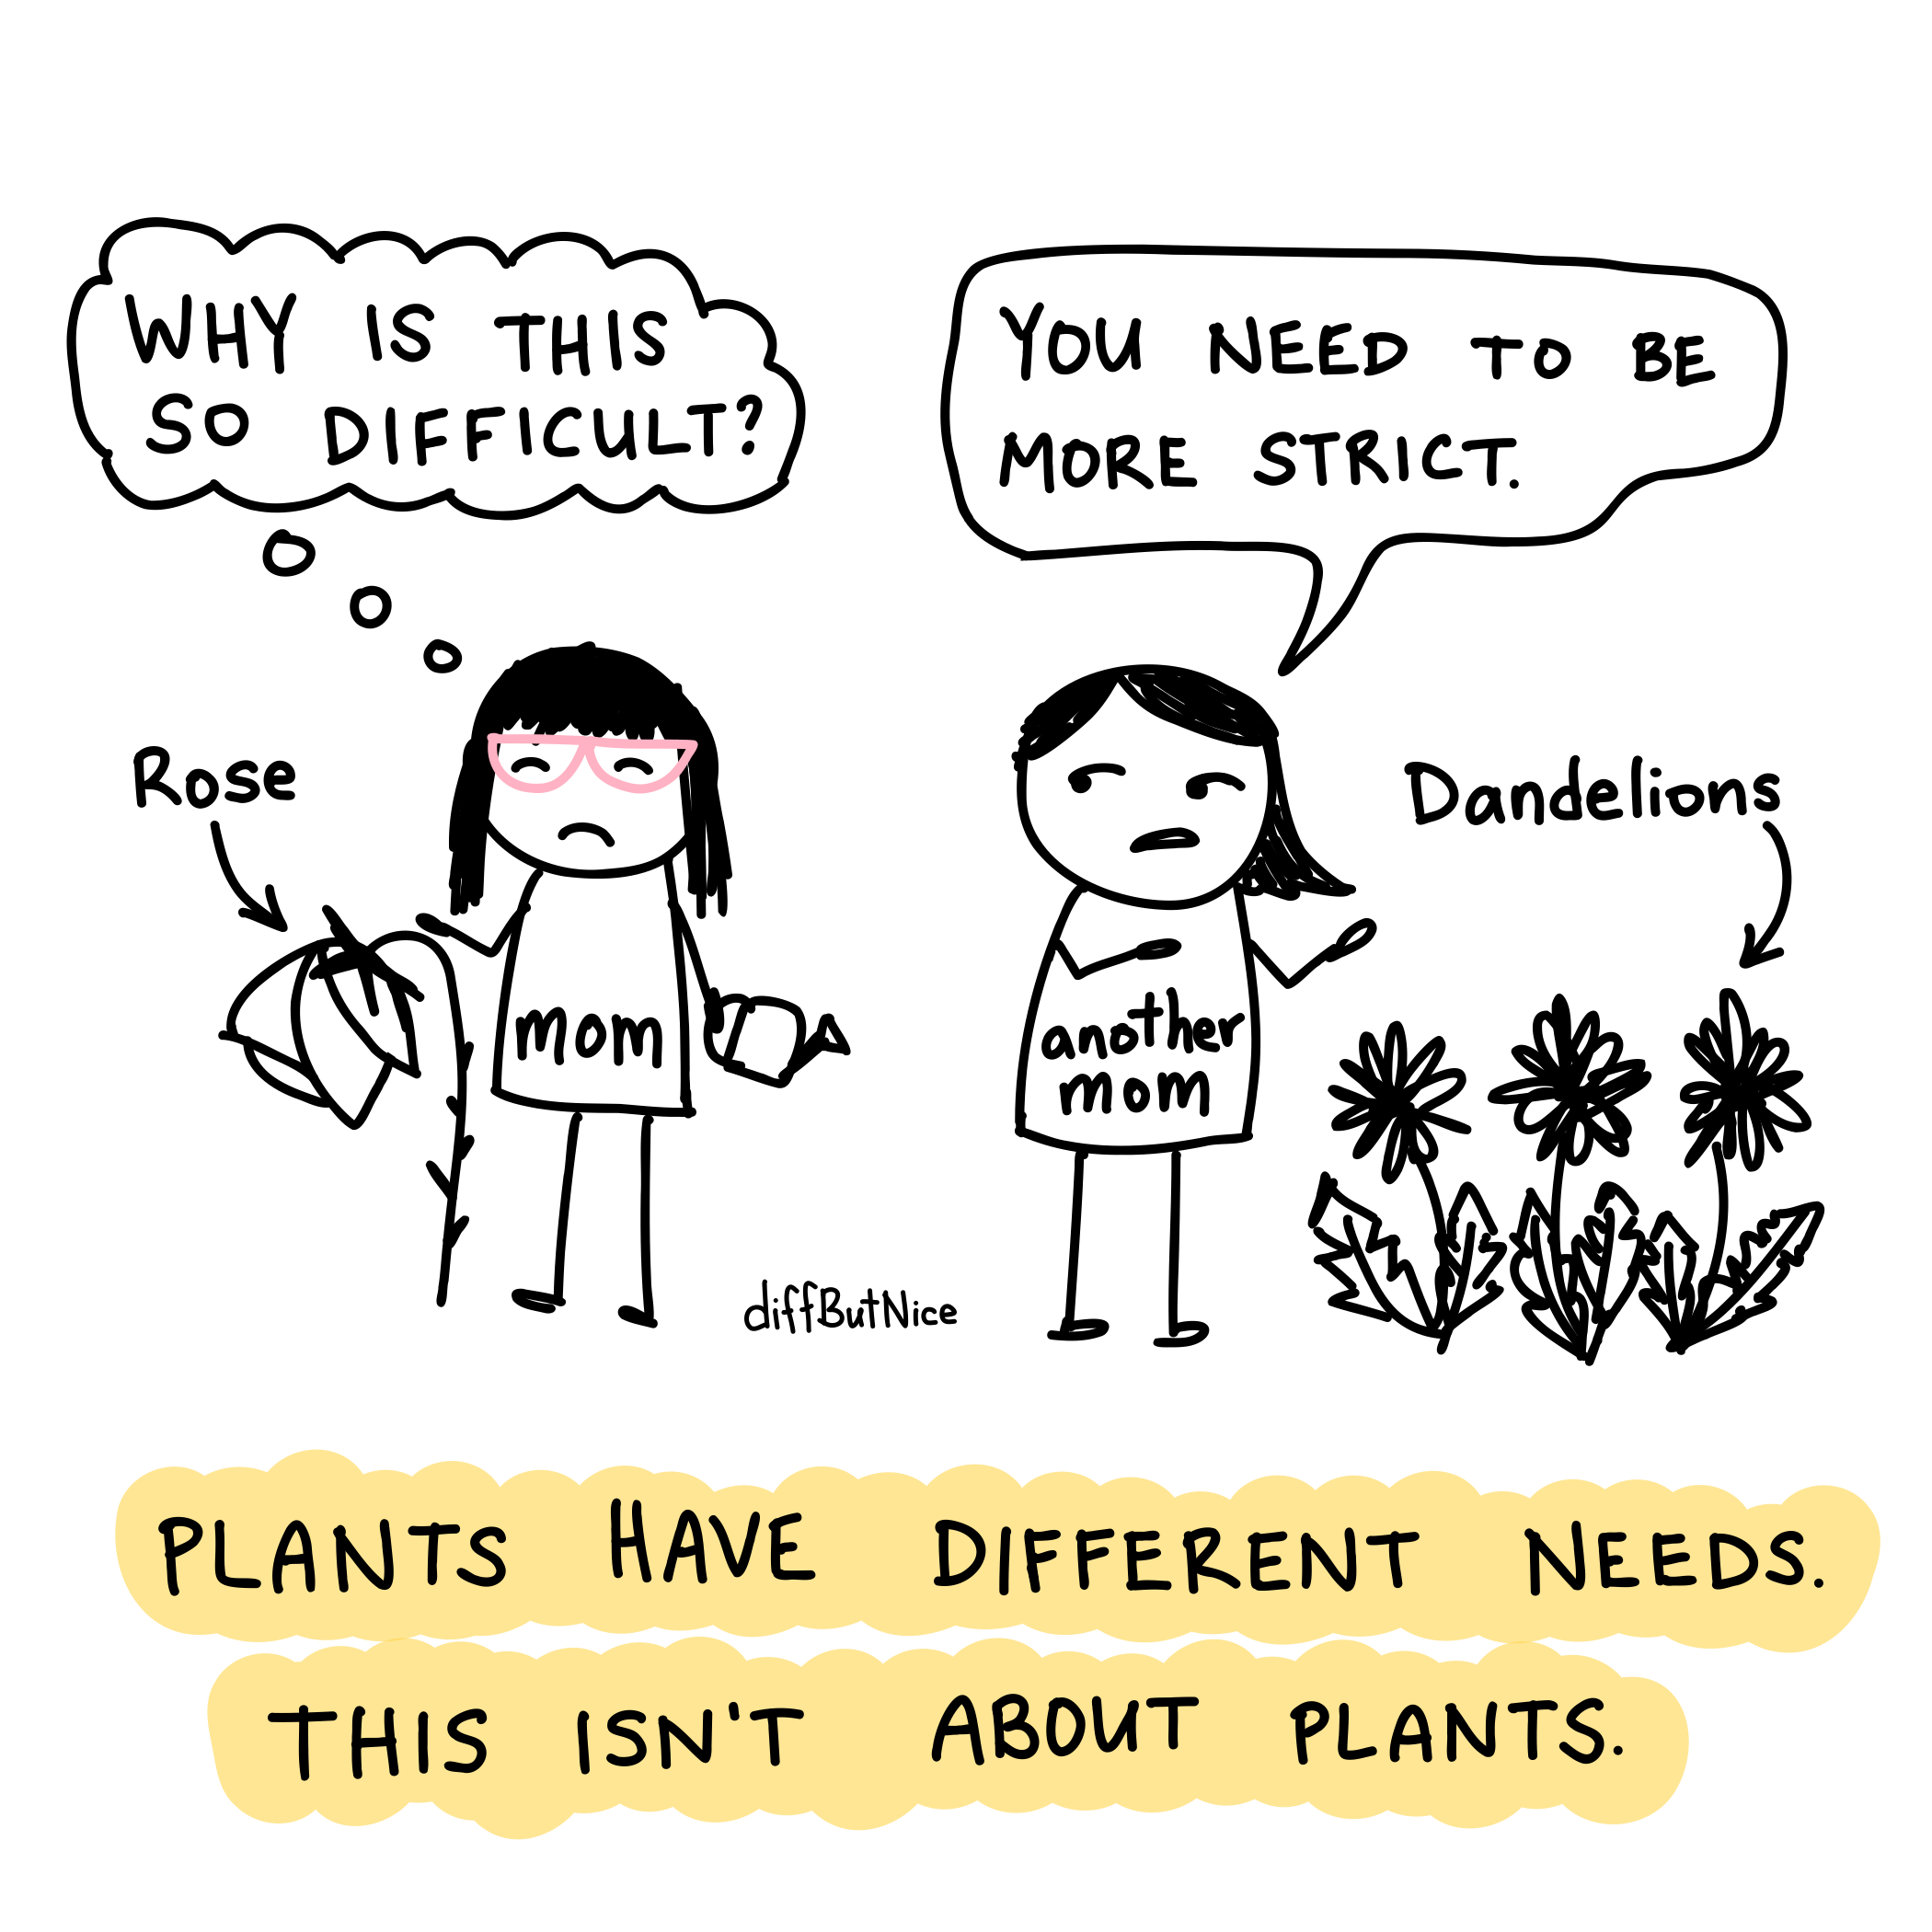 WHY IS THIS
SO DIFFICULT?
YOU NEED TO BE
MORE STRICT.
Rose
Dandelions
mom
another
mom
diffButNice
PLANTS HAVE DIFFERENT NEEDS.
THIS ISN'T ABOUT PLANTS.